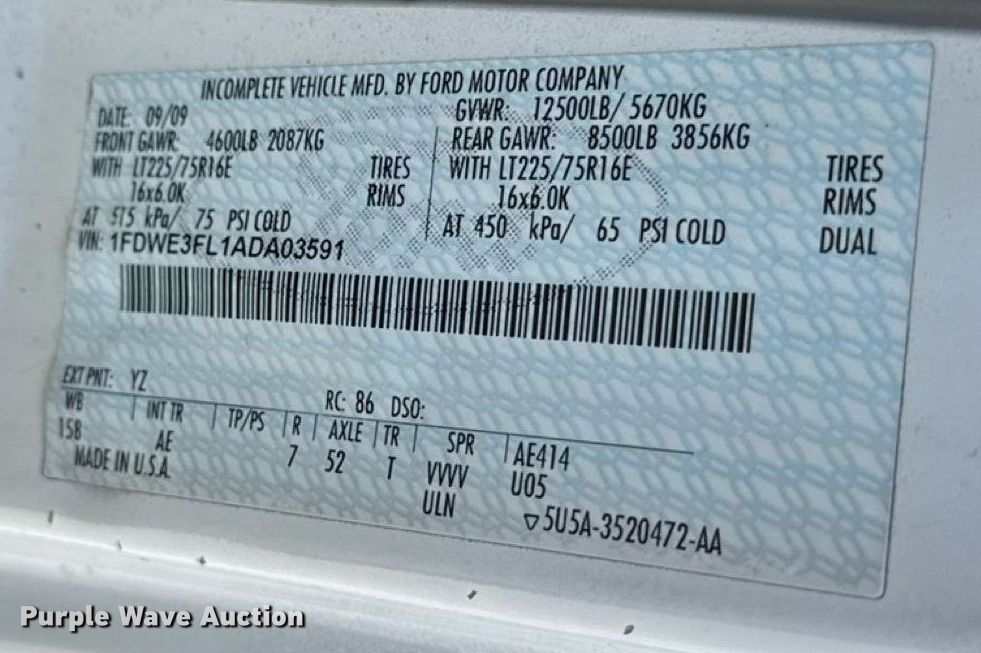 INCOMPLETE VEHICLE MFD. BY FORD MOTOR COMPANY
DATE: 09/09 GVWR: 12500LB/ 5670KG
FRONT GAWR: 4600LB 2087KG REAR GAWR: 8500LB 3856KG
WITH LT225/75R16E TIRES WITH LT225/75R16E TIRES
16x6.0K RIMS 16x6.0K RIMS
AT 515 kPa/ 75 PSI COLD AT 450 kPa/ 65 PSI COLD DUAL
VIN: 1FDWE3FL1ADA03591
EXT PNT: YZ RC: 86 DSO:
WB INT TR TP/PS R AXLE TR SPR AE414
158 AE 7 52 T VVVV U05
MADE IN U.S.A. ULN ▽5U5A-3520472-AA
Purple Wave Auction